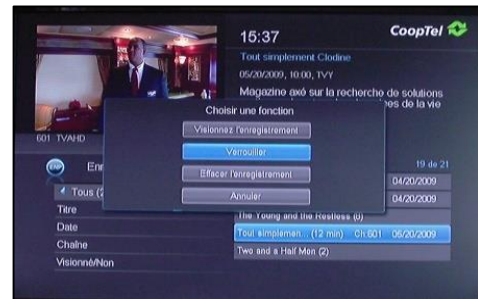 15:37
CoopTel
Tout simplement Clodine
05/20/2009, 10:00, TVY
Magazine axé sur la recherche de solutions
de la vie
601 TVAHD
Choisir une fonction
Visionnez l'enregistrement
Verrouiller
Effacer l'enregistrement
Annuler
19 de 21
Tous
04/20/2009
04/20/2009
Titre
Date
Chaîne
Visionné/Non
The Young and the Restless (6)
Tout simplemen... (12 min) Ch:601 05/20/2009
Two and a Half Men (2)